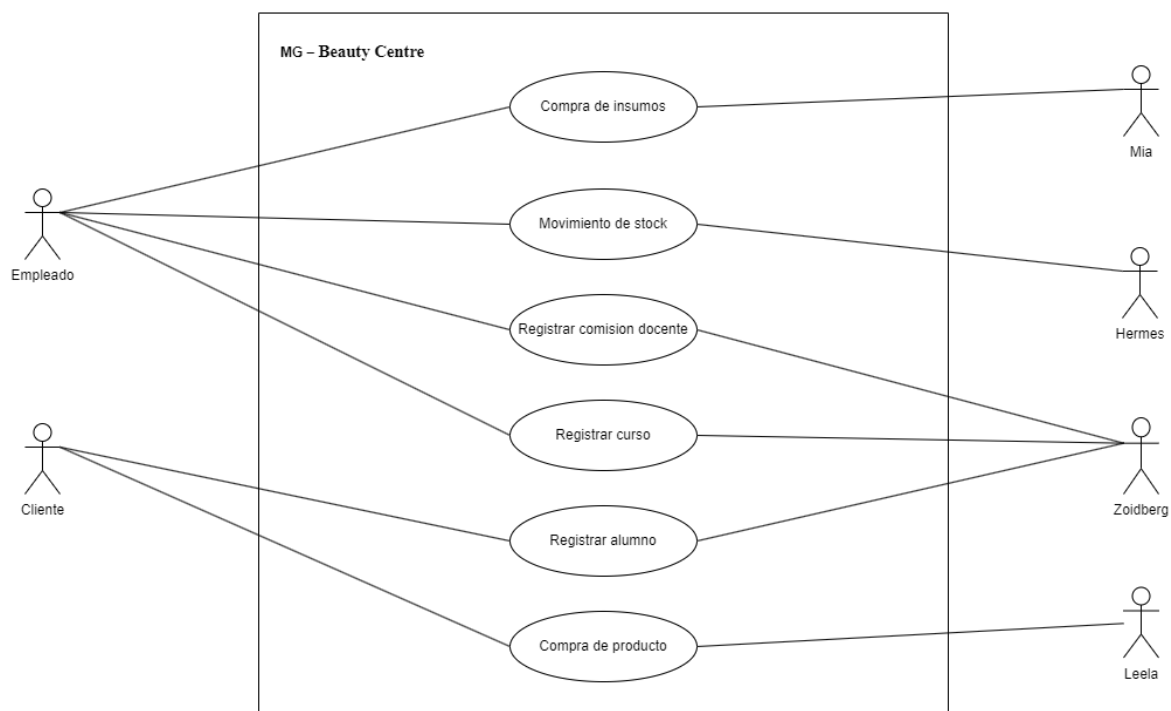 MG – Beauty Centre
Compra de insumos
Mia
Movimiento de stock
Empleado
Hermes
Registrar comision docente
Registrar curso
Cliente
Zoidberg
Registrar alumno
Compra de producto
Leela